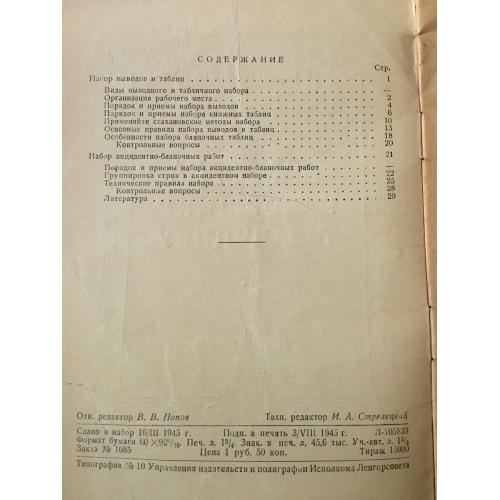 СОДЕРЖАНИЕ
Стр.
Набор выводов и таблиц . . . . . . . . . . . . . . . . . 1
Виды выводного и табличного набора . . . . . . . . . . . —
Организация рабочего места . . . . . . . . . . . . . . . 2
Порядок и приемы набора выводов . . . . . . . . . . . . 4
Порядок и приемы набора книжных таблиц . . . . . . . . . 6
Применяйте стахановские методы набора . . . . . . . . . 10
Основные правила набора выводов и таблиц . . . . . . . . 13
Особенности набора бланочных таблиц . . . . . . . . . . 18
Контрольные вопросы . . . . . . . . . . . . . . . . 20
Набор акцидентно-бланочных работ . . . . . . . . . . . . 21
Порядок и приемы набора акцидентно-бланочных работ . . . —
Группировка строк в акцидентном наборе . . . . . . . . . 22
Технические правила набора . . . . . . . . . . . . . . . 25
Контрольные вопросы . . . . . . . . . . . . . . . . 28
Литература . . . . . . . . . . . . . . . . . . . . . . . 29
Отв. редактор В. В. Попов Техн. редактор И. А. Стрелецкий
Сдано в набор 16/III 1945 г. Подп. в печать 3/VIII 1945 г. Л-105839
Формат бумаги 60 × 92¹/₁₆. Печ. л. 1³/₄. Знак. в печ. л. 45,6 тыс. Уч.-авт. л. 1³/₄
Заказ № 1085 Цена 1 руб. 50 коп. Тираж 15000
Типография № 10 Управления издательств и полиграфии Исполкома Ленгорсовета